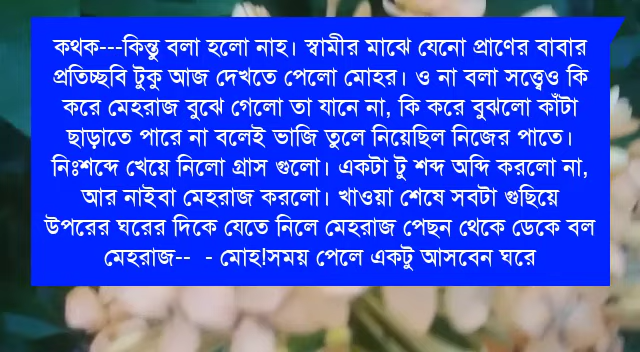 কথক---কিন্তু বলা হলো নাহ। স্বামীর মাঝে যেনো প্রাণের বাবার
প্রতিচ্ছবি টুকু আজ দেখতে পেলো মোহর। ও না বলা সত্ত্বেও কি
করে মেহরাজ বুঝে গেলো তা যানে না, কি করে বুঝলো কাঁটা
ছাড়াতে পারে না বলেই ভাজি তুলে নিয়েছিল নিজের পাতে।
নিঃশব্দে খেয়ে নিলো গ্রাস গুলো। একটা টু শব্দ অব্দি করলো না,
আর নাইবা মেহরাজ করলো। খাওয়া শেষে সবটা গুছিয়ে
উপরের ঘরের দিকে যেতে নিলে মেহরাজ পেছন থেকে ডেকে বল
মেহরাজ-- - মোহ!সময় পেলে একটু আসবেন ঘরে